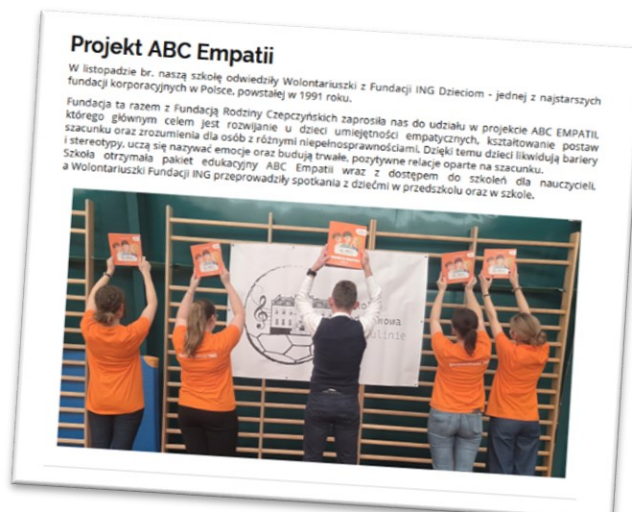 Projekt ABC Empatii
W listopadzie br. naszą szkołę odwiedziły Wolontariuszki z Fundacji ING Dzieciom - jednej z najstarszych
fundacji korporacyjnych w Polsce, powstałej w 1991 roku.
Fundacja ta razem z Fundacją Rodziny Czepczyńskich zaprosiła nas do udziału w projekcie ABC EMPATII,
którego głównym celem jest rozwijanie u dzieci umiejętności empatycznych, kształtowanie postaw
szacunku oraz zrozumienia dla osób z różnymi niepełnosprawnościami. Dzięki temu dzieci likwidują bariery
i stereotypy, uczą się nazywać emocje oraz budują trwałe, pozytywne relacje oparte na szacunku.
Szkoła otrzymała pakiet edukacyjny ABC Empatii wraz z dostępem do szkoleń dla nauczycieli,
a Wolontariuszki Fundacji ING przeprowadziły spotkania z dziećmi w przedszkolu oraz w szkole.